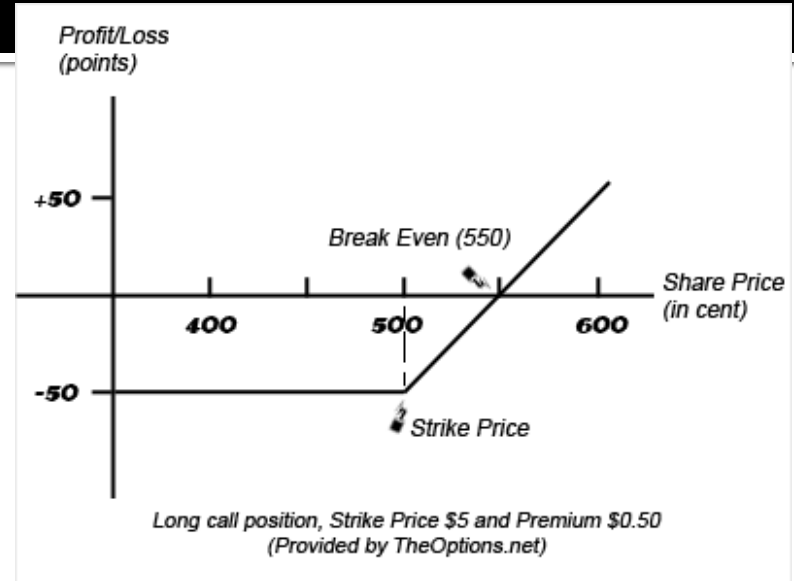 Profit/Loss
(points)
+50
Break Even (550)
Share Price
(in cent)
400
500
600
-50
Strike Price
Long call position, Strike Price $5 and Premium $0.50
(Provided by TheOptions.net)